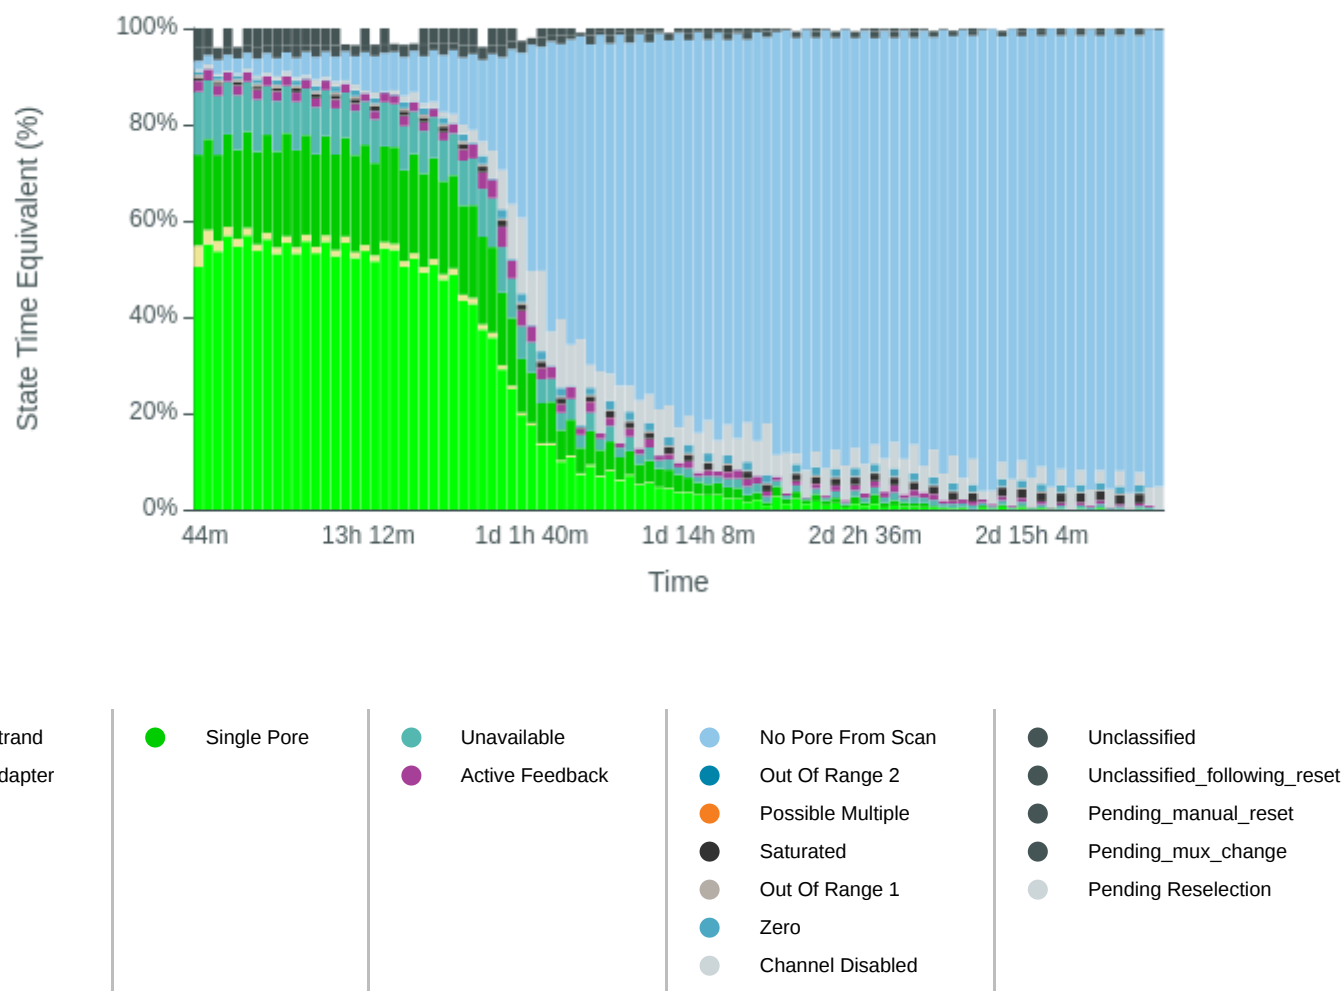 100%
80%
60%
40%
20%
0%
State Time Equivalent (%)
44m 13h 12m 1d 1h 40m 1d 14h 8m 2d 2h 36m 2d 15h 4m
Time
trand Single Pore Unavailable No Pore From Scan Unclassified
dapter Active Feedback Out Of Range 2 Unclassified_following_reset
Possible Multiple Pending_manual_reset
Saturated Pending_mux_change
Out Of Range 1 Pending Reselection
Zero
Channel Disabled